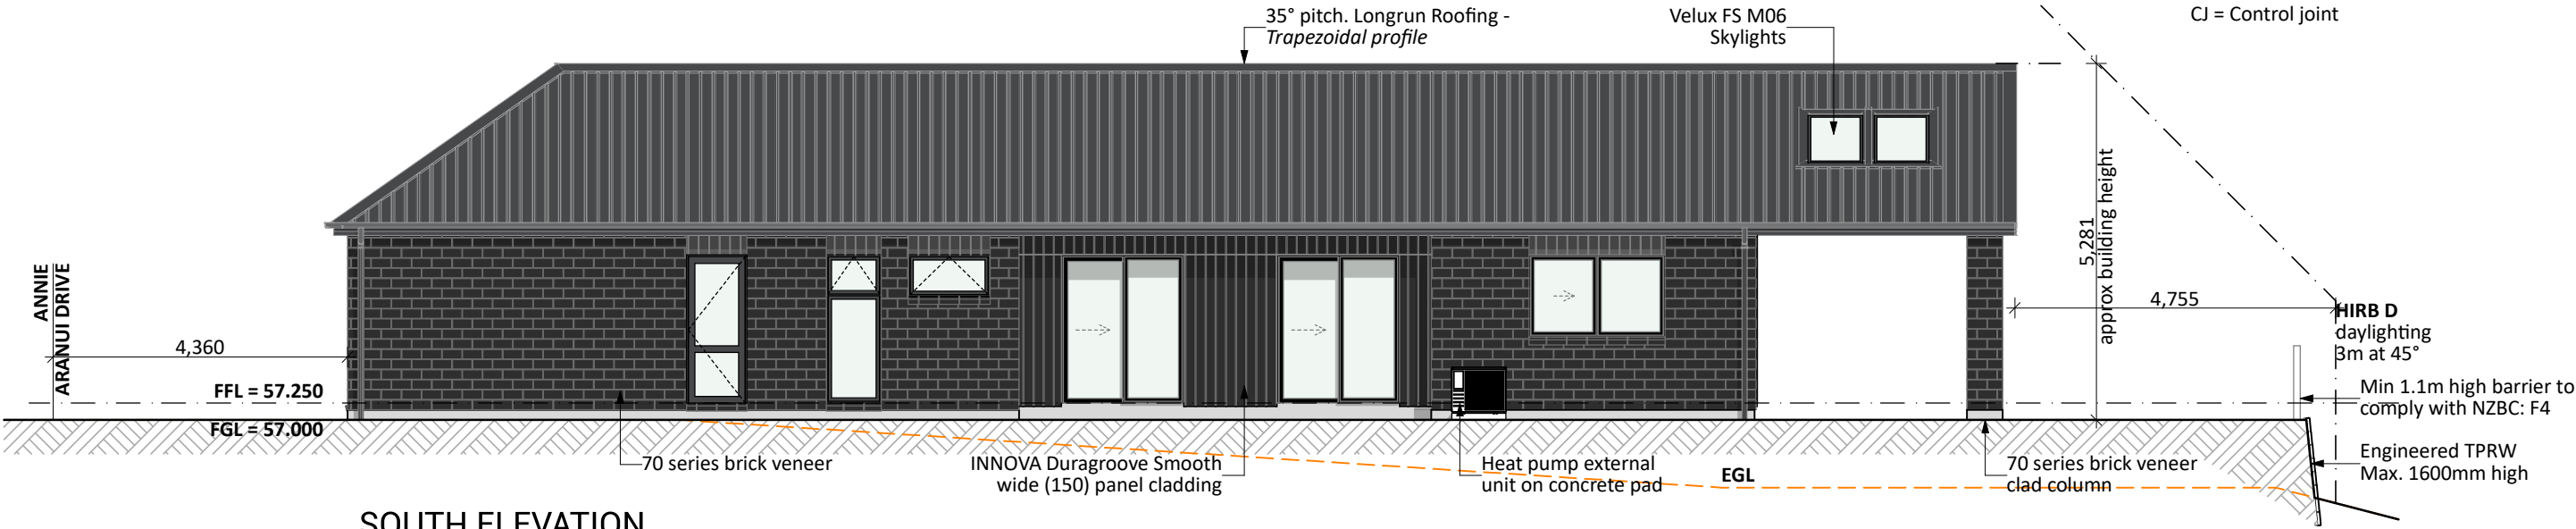 35° pitch. Longrun Roofing -
Trapezoidal profile
Velux FS M06
Skylights
CJ = Control joint
5,281
approx building height
4,755
HIRB D
daylighting
3m at 45°
ANNIE
ARANUI DRIVE
4,360
FFL = 57.250
FGL = 57.000
Min 1.1m high barrier to
comply with NZBC: F4
70 series brick veneer
INNOVA Duragroove Smooth
wide (150) panel cladding
Heat pump external
unit on concrete pad
EGL
70 series brick veneer
clad column
Engineered TPRW
Max. 1600mm high
SOUTH ELEVATION